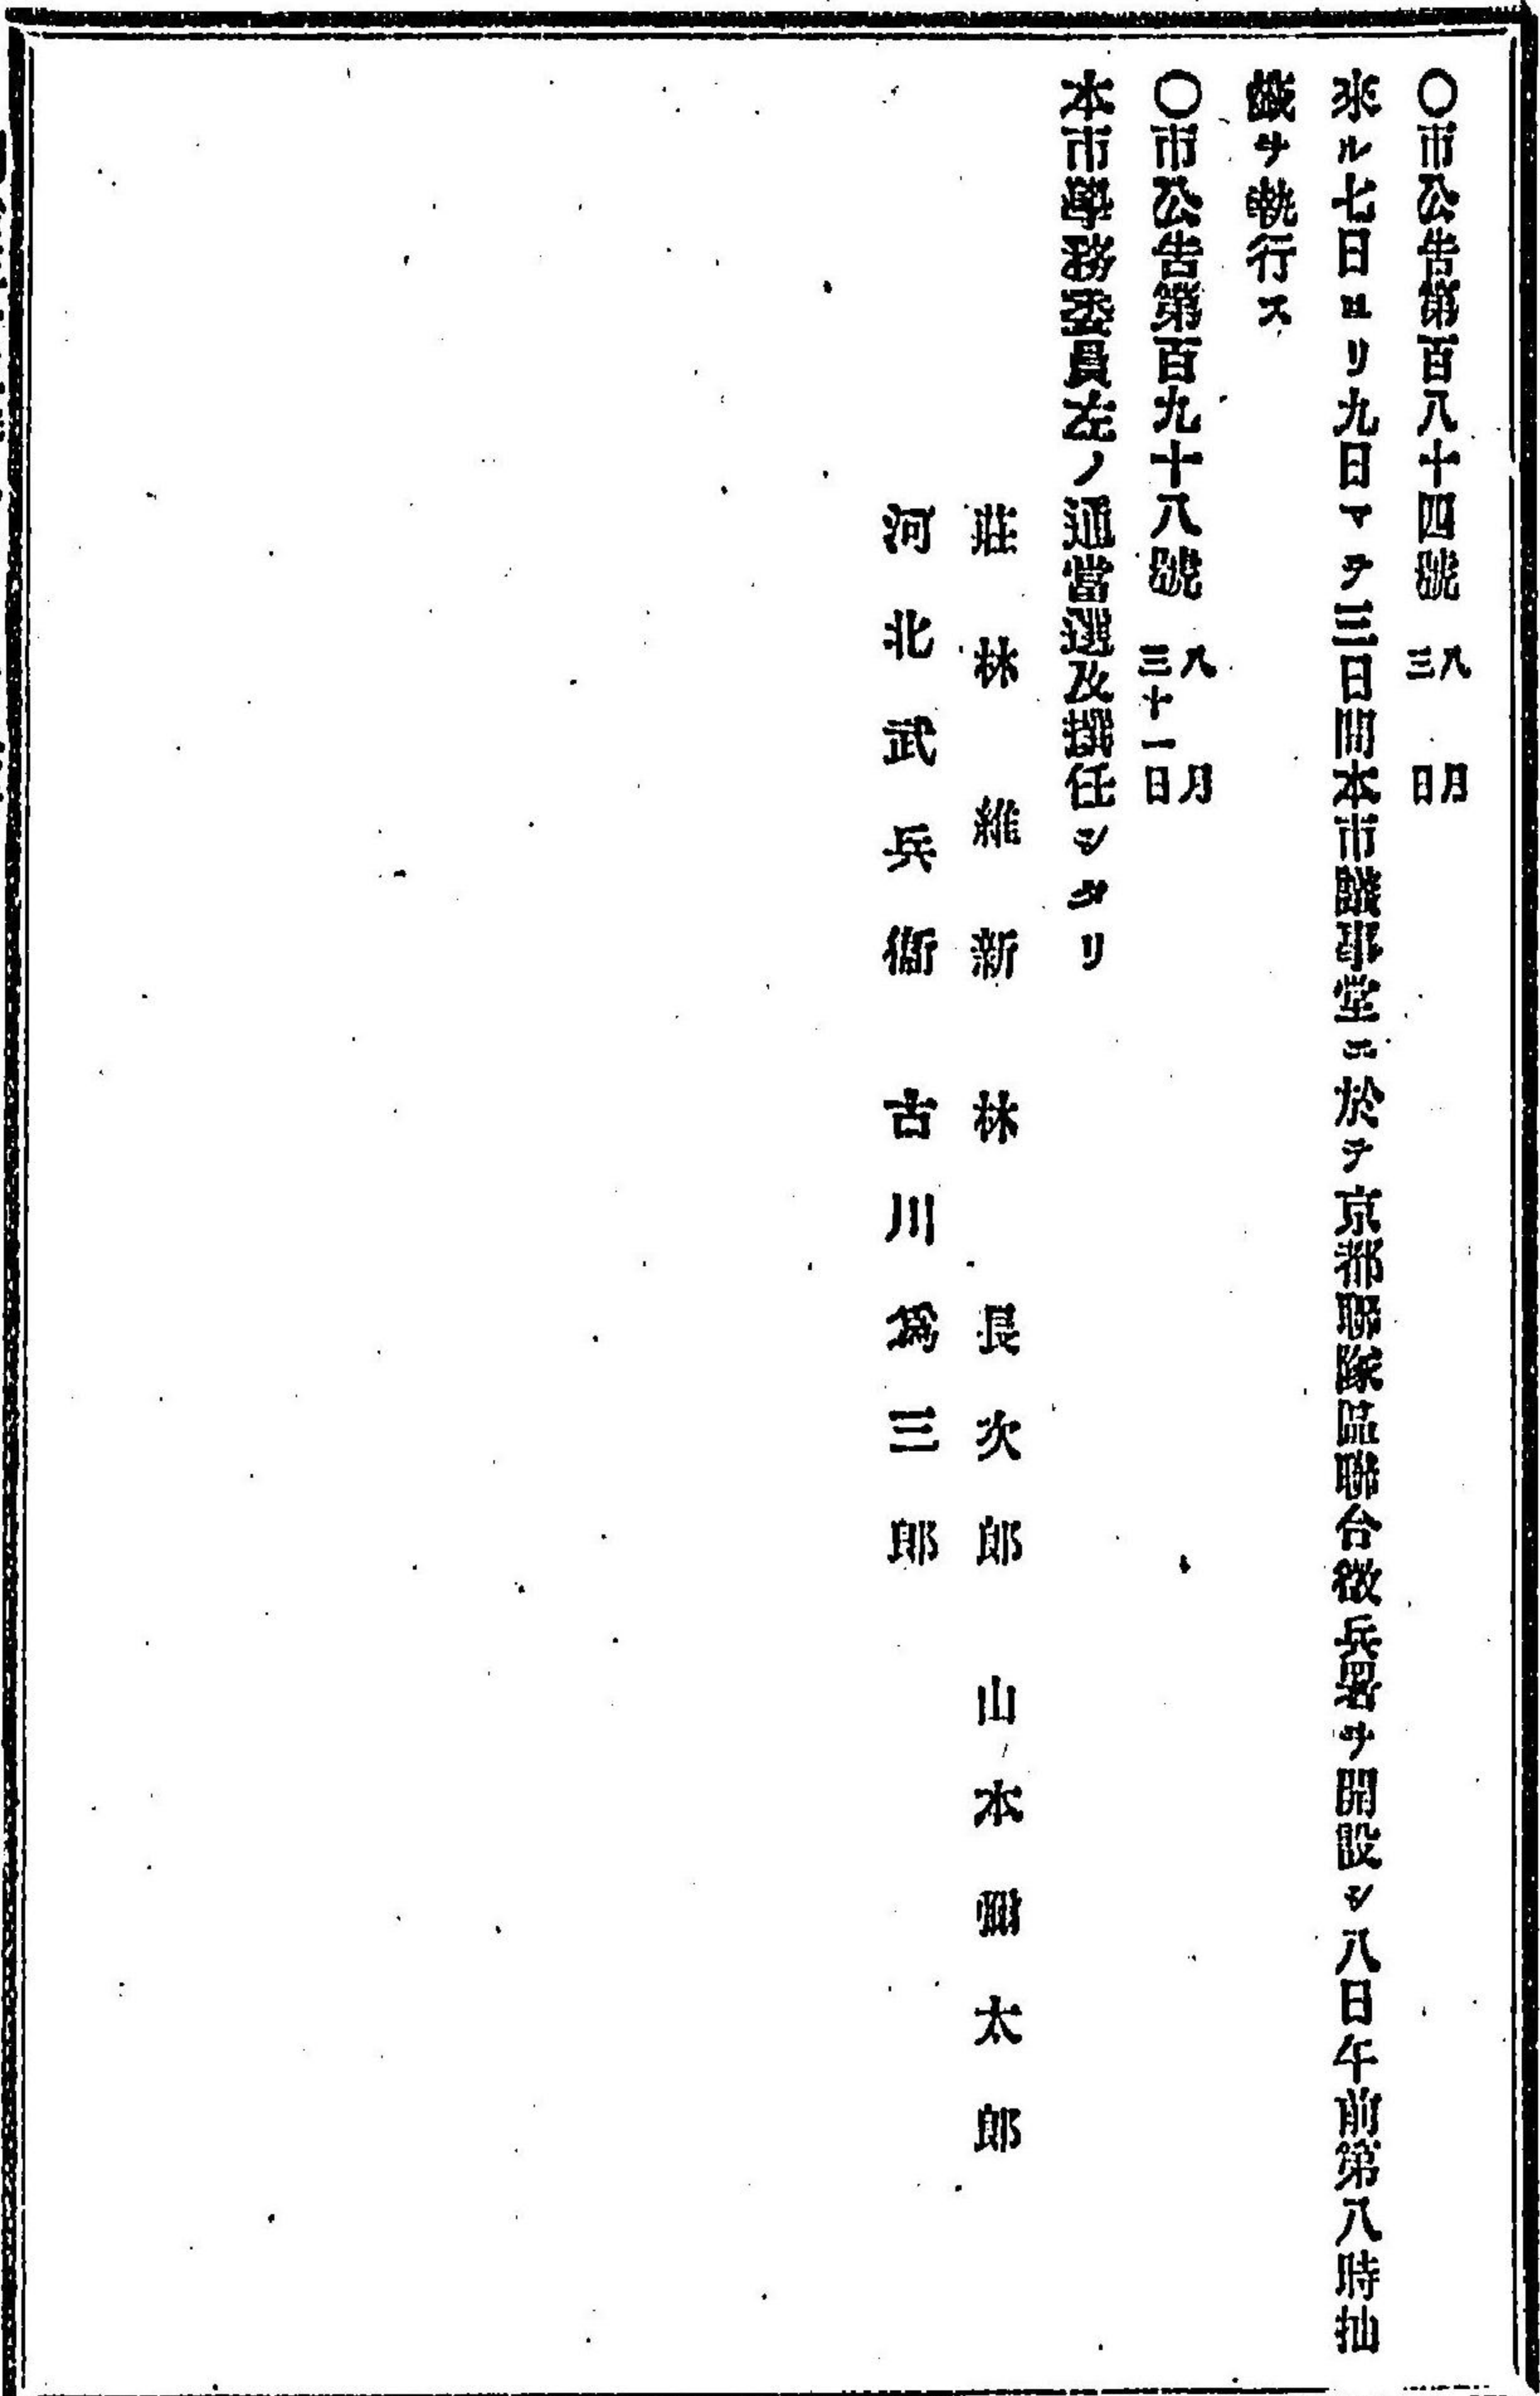 〇市公告第百八十四號 八月三日
來ル七日ヨリ九日マテ三日間本市議事堂ニ於テ京都聯隊區聯合徵兵署ヲ開設シ八日午前第八時抽
籤ヲ執行ス
〇市公告第百九十八號 八月三十一日
本市學務委員左ノ通當選及撰任シタリ
莊林維新 林長次郎 山本彌太郎
河北武兵衞 古川爲三郎